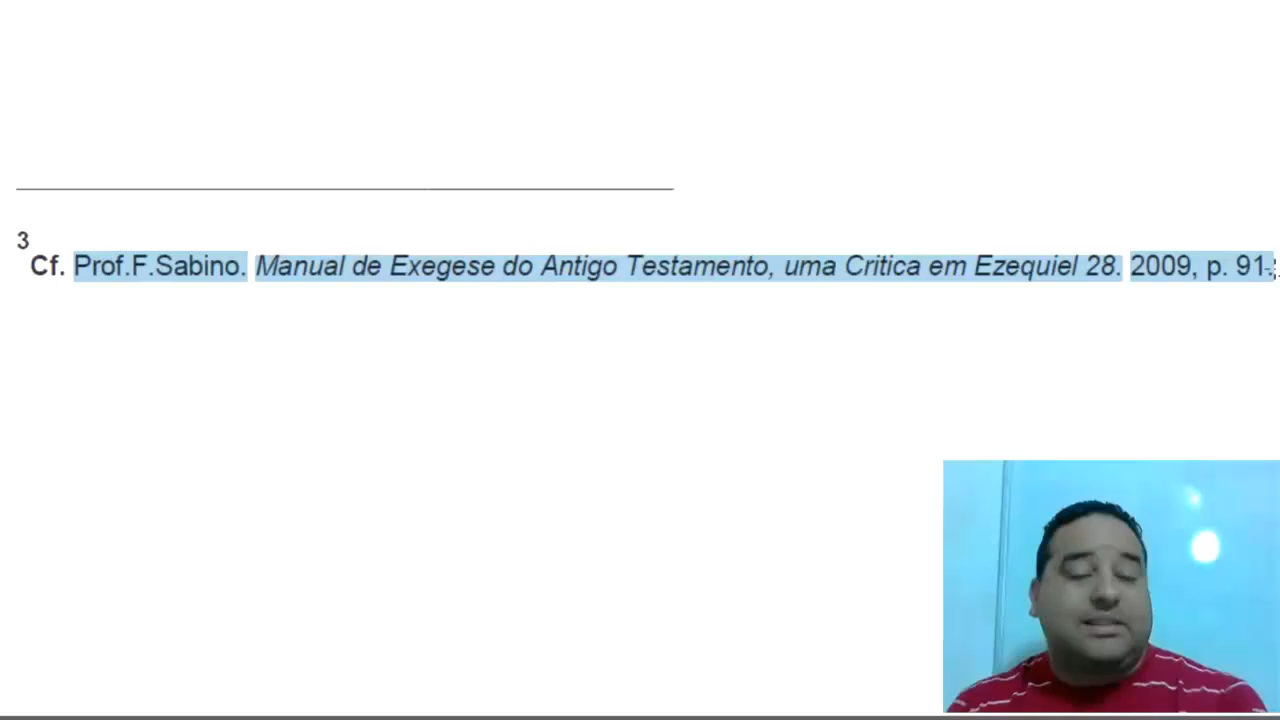 3
Cf. Prof.F.Sabino. Manual de Exegese do Antigo Testamento, uma Critica em Ezequiel 28. 2009, p. 91.